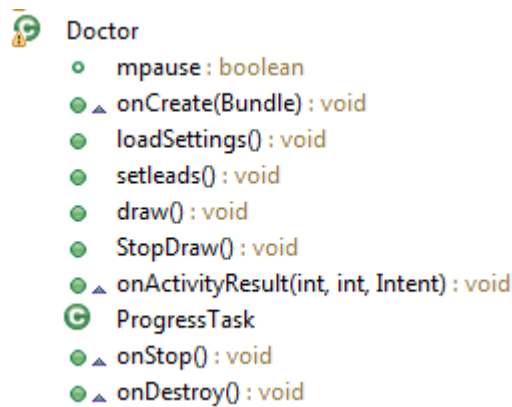 Doctor
mpause : boolean
onCreate(Bundle) : void
loadSettings() : void
setleads() : void
draw() : void
StopDraw() : void
onActivityResult(int, int, Intent) : void
ProgressTask
onStop() : void
onDestroy() : void